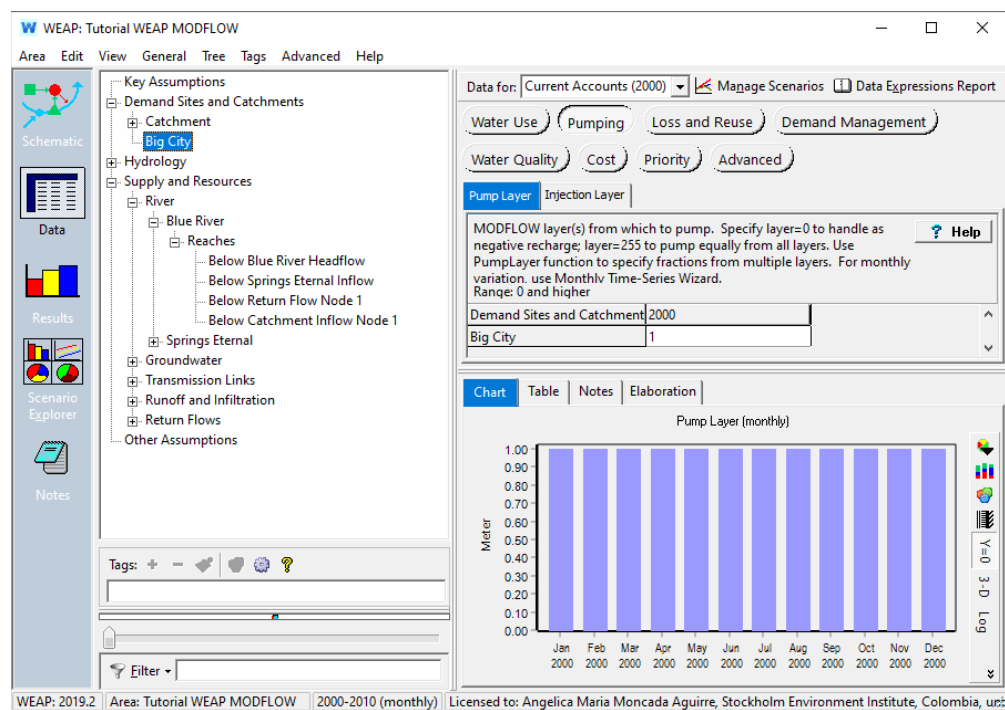 WEAP: Tutorial WEAP MODFLOW
Area Edit View General Tree Tags Advanced Help
Schematic
Data
Results
Scenario
Explorer
Notes
Key Assumptions
Demand Sites and Catchments
Catchment
Big City
Hydrology
Supply and Resources
River
Blue River
Reaches
Below Blue River Headflow
Below Springs Eternal Inflow
Below Return Flow Node 1
Below Catchment Inflow Node 1
Springs Eternal
Groundwater
Transmission Links
Runoff and Infiltration
Return Flows
Other Assumptions
Tags:
Filter
Data for: Current Accounts (2000) Manage Scenarios Data Expressions Report
Water Use Pumping Loss and Reuse Demand Management
Water Quality Cost Priority Advanced
Pump Layer Injection Layer
MODFLOW layer(s) from which to pump. Specify layer=0 to handle as
negative recharge; layer=255 to pump equally from all layers. Use
PumpLayer function to specify fractions from multiple layers. For monthly
variation, use Monthly Time-Series Wizard.
Range: 0 and higher
? Help
Demand Sites and Catchment 2000
Big City 1
Chart Table Notes Elaboration
Pump Layer (monthly)
Meter
1.00
0.90
0.80
0.70
0.60
0.50
0.40
0.30
0.20
0.10
0.00
Jan Feb Mar Apr May Jun Jul Aug Sep Oct Nov Dec
2000 2000 2000 2000 2000 2000 2000 2000 2000 2000 2000 2000
Y=0
3-D
Log
WEAP: 2019.2 Area: Tutorial WEAP MODFLOW 2000-2010 (monthly) Licensed to: Angelica Maria Moncada Aguirre, Stockholm Environment Institute, Colombia,